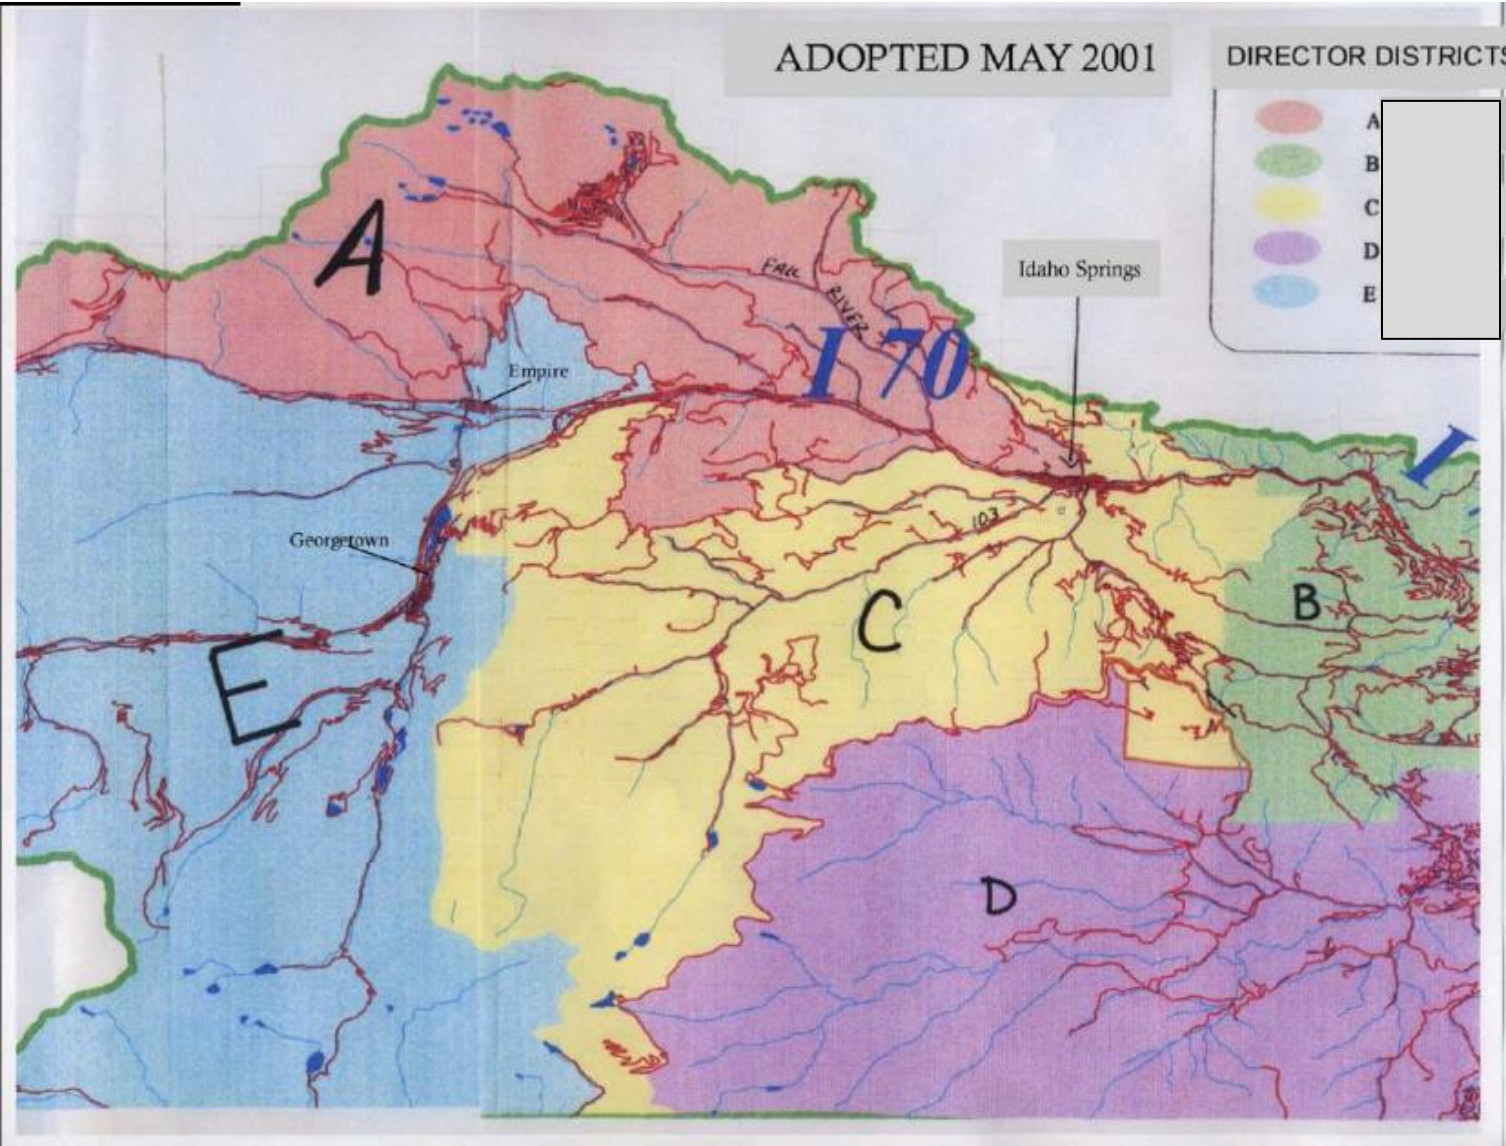 ADOPTED MAY 2001
DIRECTOR DISTRICTS
A
B
C
D
E
A
FALL
RIVER
Idaho Springs
I 70
Empire
I
103
Georgetown
B
C
E
D